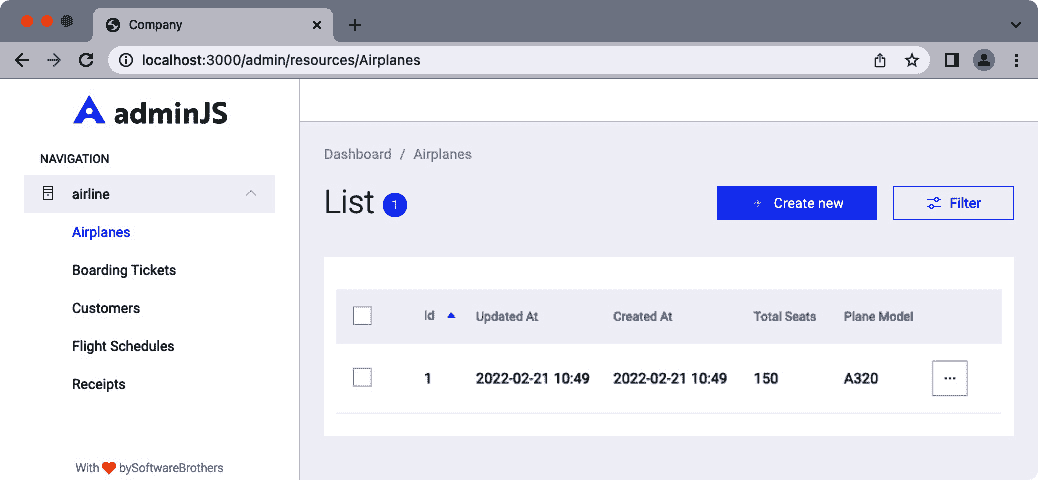 Company
localhost:3000/admin/resources/Airplanes
adminJS
NAVIGATION
airline
Airplanes
Boarding Tickets
Customers
Flight Schedules
Receipts
With ❤ bySoftwareBrothers
Dashboard / Airplanes
List 1
+ Create new
Filter
Id Updated At Created At Total Seats Plane Model
1 2022-02-21 10:49 2022-02-21 10:49 150 A320 ...